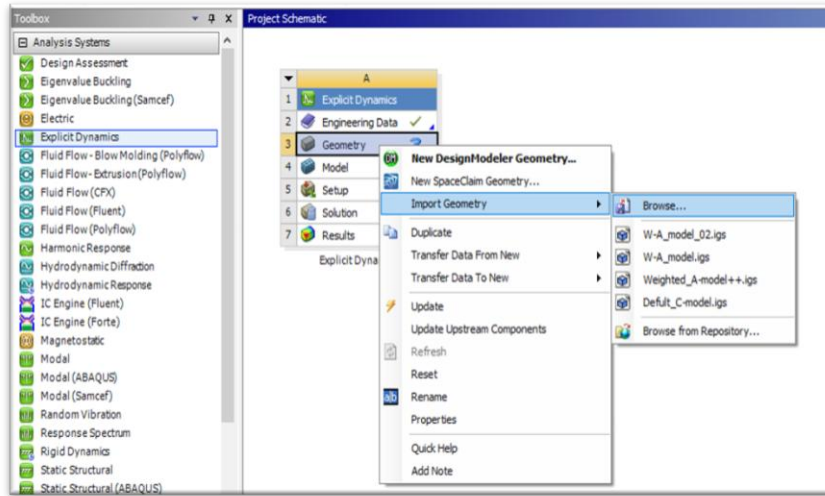 Toolbox
Analysis Systems
Design Assessment
Eigenvalue Buckling
Eigenvalue Buckling (Samcef)
Electric
Explicit Dynamics
Fluid Flow - Blow Molding (Polyflow)
Fluid Flow - Extrusion (Polyflow)
Fluid Flow (CFX)
Fluid Flow (Fluent)
Fluid Flow (Polyflow)
Harmonic Response
Hydrodynamic Diffraction
Hydrodynamic Response
IC Engine (Fluent)
IC Engine (Forte)
Magnetostatic
Modal
Modal (ABAQUS)
Modal (Samcef)
Random Vibration
Response Spectrum
Rigid Dynamics
Static Structural
Static Structural (ABAQUS)
Project Schematic
A
1 Explicit Dynamics
2 Engineering Data
3 Geometry
4 Model
5 Setup
6 Solution
7 Results
Explicit Dyna
New DesignModeler Geometry...
New SpaceClaim Geometry...
Import Geometry
Duplicate
Transfer Data From New
Transfer Data To New
Update
Update Upstream Components
Refresh
Reset
Rename
Properties
Quick Help
Add Note
Browse...
W-A_model_02.igs
W-A_model.igs
Weighted_A-model++.igs
Defult_C-model.igs
Browse from Repository...